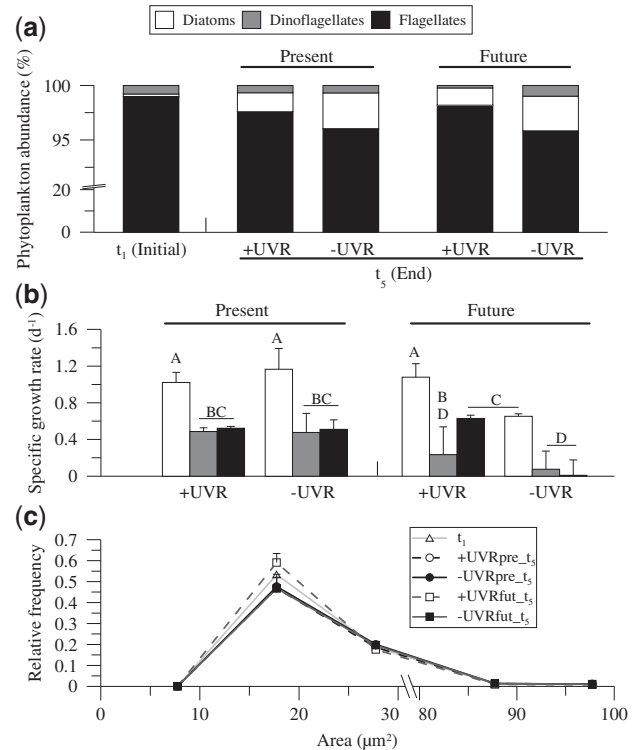 Diatoms Dinoflagellates Flagellates
(a)
Present Future
Phytoplankton abundance (%)
100
95
20
0
t1 (Initial) +UVR -UVR +UVR -UVR
t5 (End)
(b)
Present Future
Specific growth rate (d-1)
1.6
1.2
0.8
0.4
0
A BC A BC A B D C D
+UVR -UVR +UVR -UVR
(c)
Relative frequency
0.7
0.6
0.5
0.4
0.3
0.2
0.1
0
t1
+UVRpre_t5
-UVRpre_t5
+UVRfut_t5
-UVRfut_t5
0 10 20 30 80 90 100
Area (µm²)